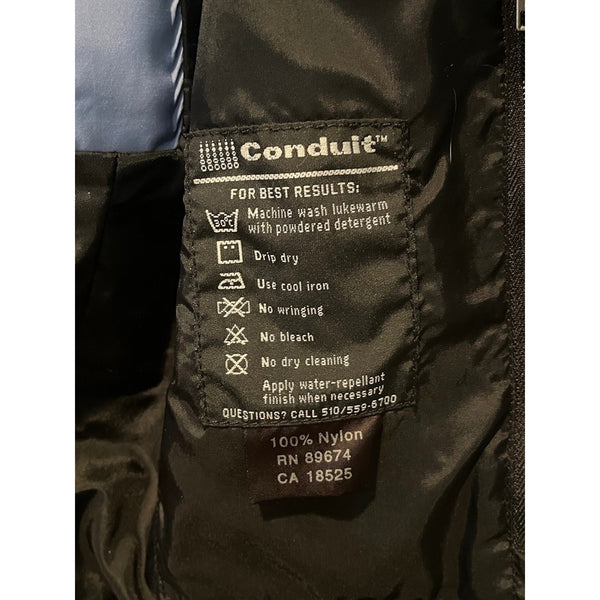 Conduit™
FOR BEST RESULTS:
30°C
Machine wash lukewarm
with powdered detergent
Drip dry
Use cool iron
No wringing
No bleach
No dry cleaning
Apply water-repellant
finish when necessary
QUESTIONS? CALL 510/559-6700
100% Nylon
RN 89674
CA 18525